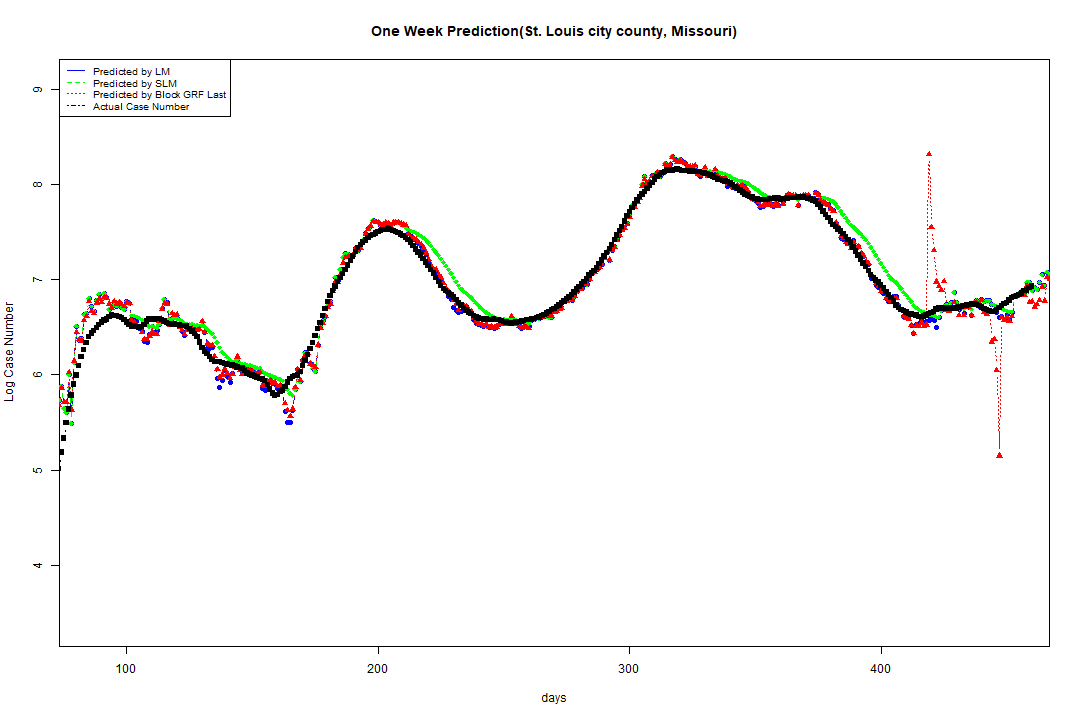 One Week Prediction(St. Louis city county, Missouri)
Predicted by LM
Predicted by SLM
Predicted by Block GRF Last
Actual Case Number
Log Case Number
9
8
7
6
5
4
100
200
300
400
days